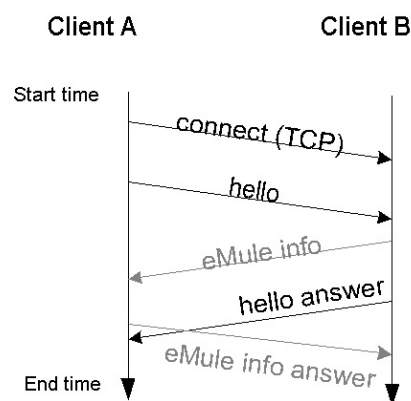 Client A
Client B
Start time
connect (TCP)
hello
eMule info
hello answer
eMule info answer
End time